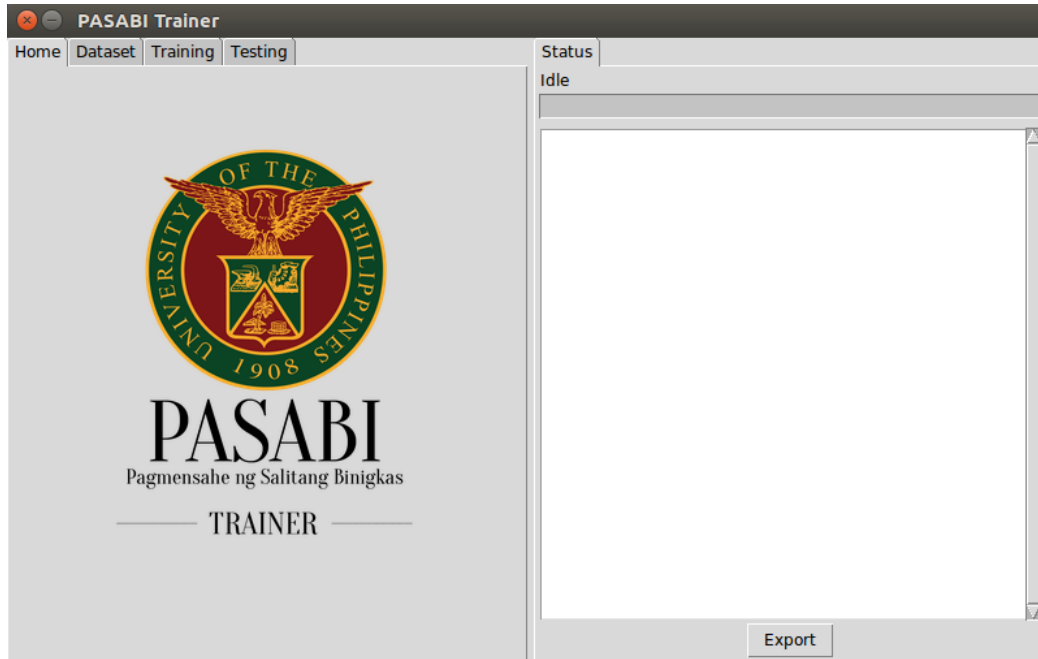 PASABI Trainer
Home Dataset Training Testing
Status
Idle
UNIVERSITY OF THE PHILIPPINES
1908
PASABI
Pagmensahe ng Salitang Binigkas
TRAINER
Export